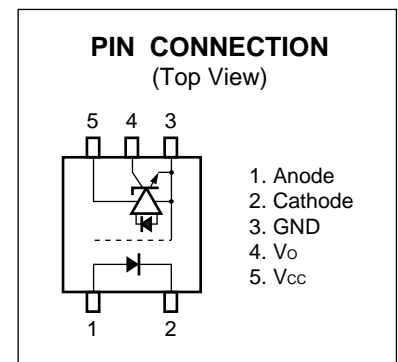 PIN CONNECTION
(Top View)
5 4 3
1. Anode
2. Cathode
3. GND
4. Vo
5. Vcc
1 2